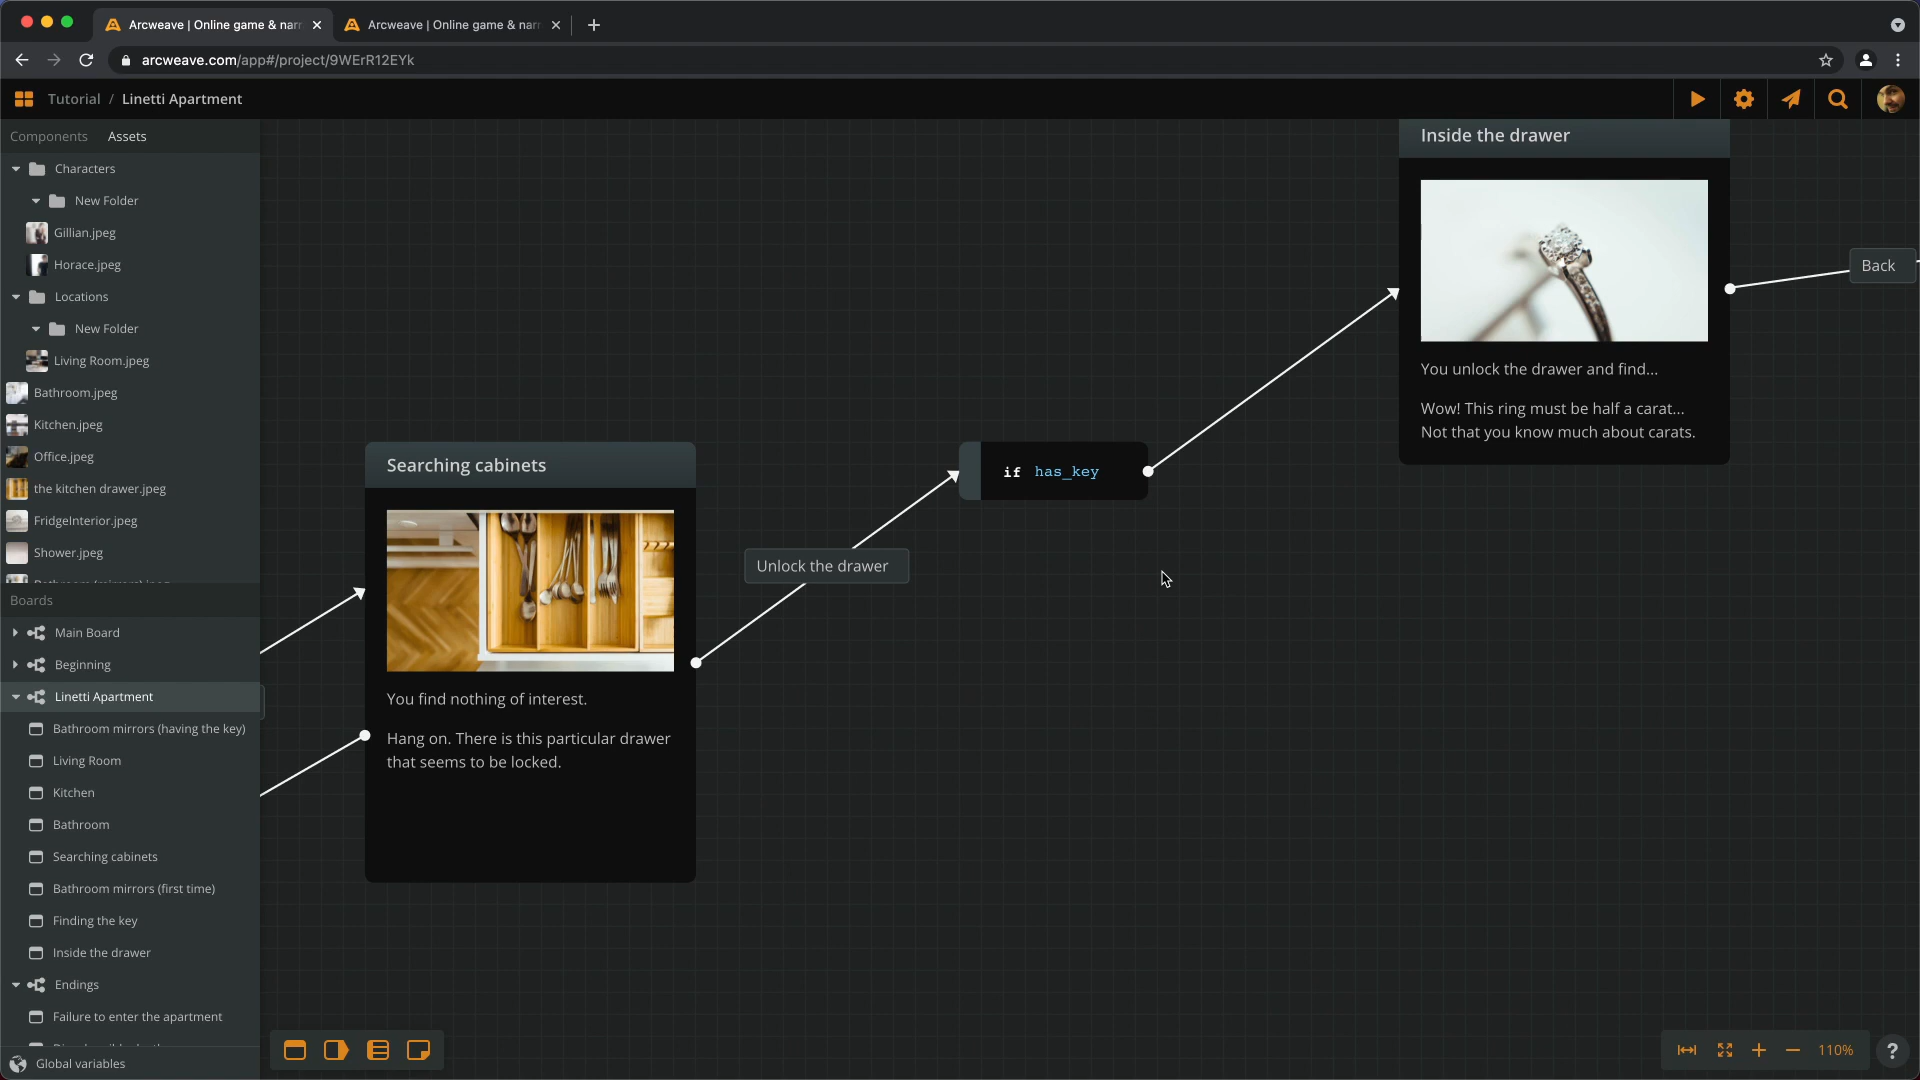 Arcweave | Online game & narr
Arcweave | Online game & narr
arcweave.com/app#/project/9WErR12EYk
Tutorial / Linetti Apartment
Components Assets
Characters
New Folder
Gillian.jpeg
Horace.jpeg
Locations
New Folder
Living Room.jpeg
Bathroom.jpeg
Kitchen.jpeg
Office.jpeg
the kitchen drawer.jpeg
FridgeInterior.jpeg
Shower.jpeg
Boards
Main Board
Beginning
Linetti Apartment
Bathroom mirrors (having the key)
Living Room
Kitchen
Bathroom
Searching cabinets
Bathroom mirrors (first time)
Finding the key
Inside the drawer
Endings
Failure to enter the apartment
Global variables
Searching cabinets
You find nothing of interest.
Hang on. There is this particular drawer
that seems to be locked.
Unlock the drawer
if has_key
Inside the drawer
You unlock the drawer and find...
Wow! This ring must be half a carat...
Not that you know much about carats.
Back
110%
?